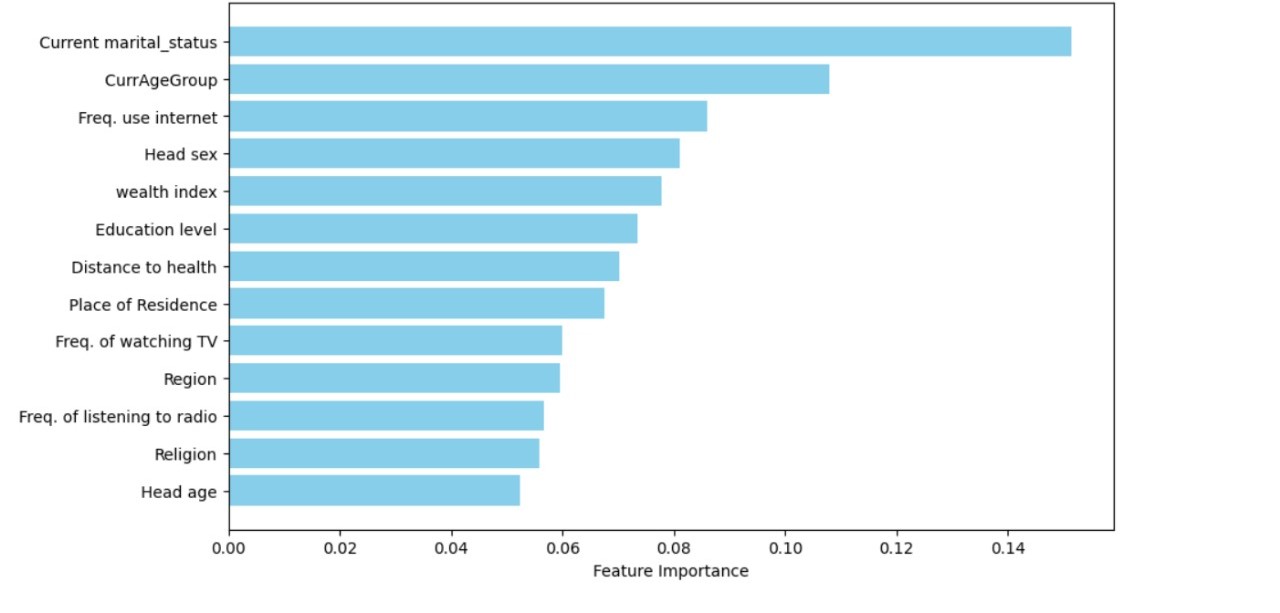 Current marital_status
CurrAgeGroup
Freq. use internet
Head sex
wealth index
Education level
Distance to health
Place of Residence
Freq. of watching TV
Region
Freq. of listening to radio
Religion
Head age
0.00 0.02 0.04 0.06 0.08 0.10 0.12 0.14
Feature Importance